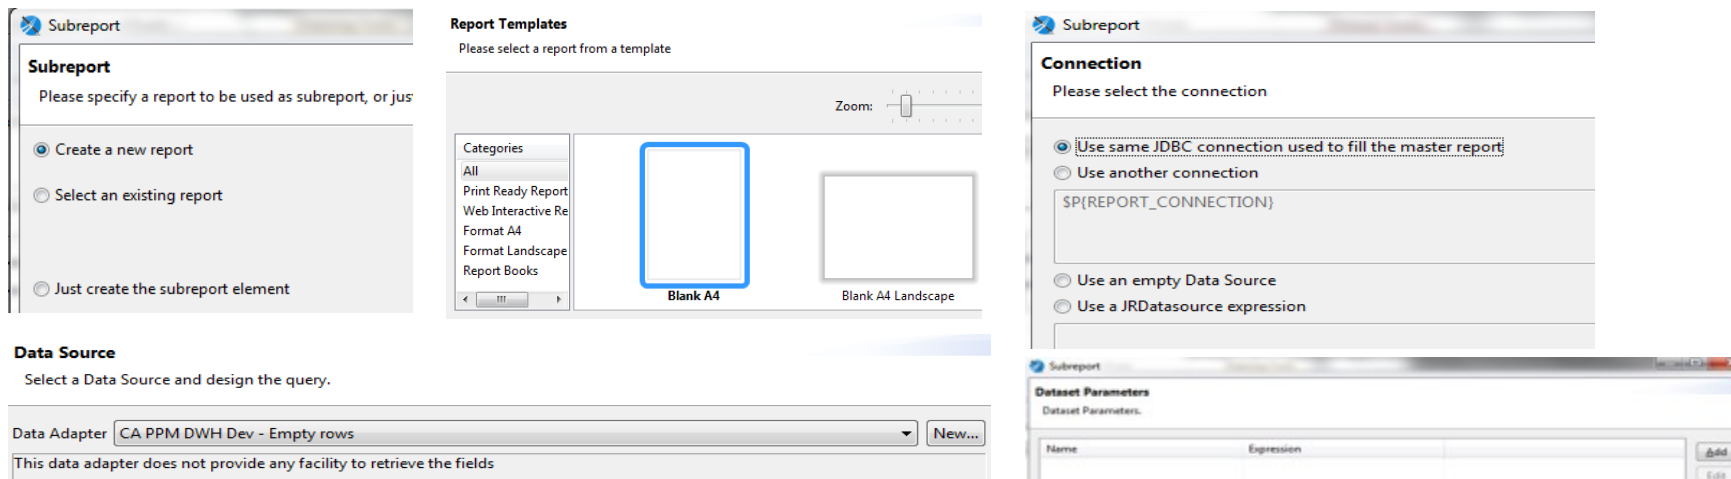 Subreport
Subreport
Please specify a report to be used as subreport, or jus
Create a new report
Select an existing report
Just create the subreport element
Report Templates
Please select a report from a template
Zoom:
Categories
All
Print Ready Report
Web Interactive Re
Format A4
Format Landscape
Report Books
Blank A4
Blank A4 Landscape
Subreport
Connection
Please select the connection
Use same JDBC connection used to fill the master report
Use another connection
$P{REPORT_CONNECTION}
Use an empty Data Source
Use a JRDatasource expression
Data Source
Select a Data Source and design the query.
Data Adapter CA PPM DWH Dev - Empty rows New...
This data adapter does not provide any facility to retrieve the fields
Subreport
Dataset Parameters
Dataset Parameters.
Name Expression Add
Edit